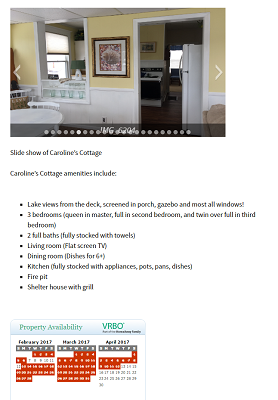 IMG_6204
Slide show of Caroline's Cottage
Caroline's Cottage amenities include:
Lake views from the deck, screened in porch, gazebo and most all windows!
3 bedrooms (queen in master, full in second bedroom, and twin over full in third
bedroom)
2 full baths (fully stocked with towels)
Living room (Flat screen TV)
Dining room (Dishes for 6+)
Kitchen (fully stocked with appliances, pots, pans, dishes)
Fire pit
Shelter house with grill
Property Availability
VRBO
February 2017 March 2017 April 2017
S M T W T F S S M T W T F S S M T W T F S